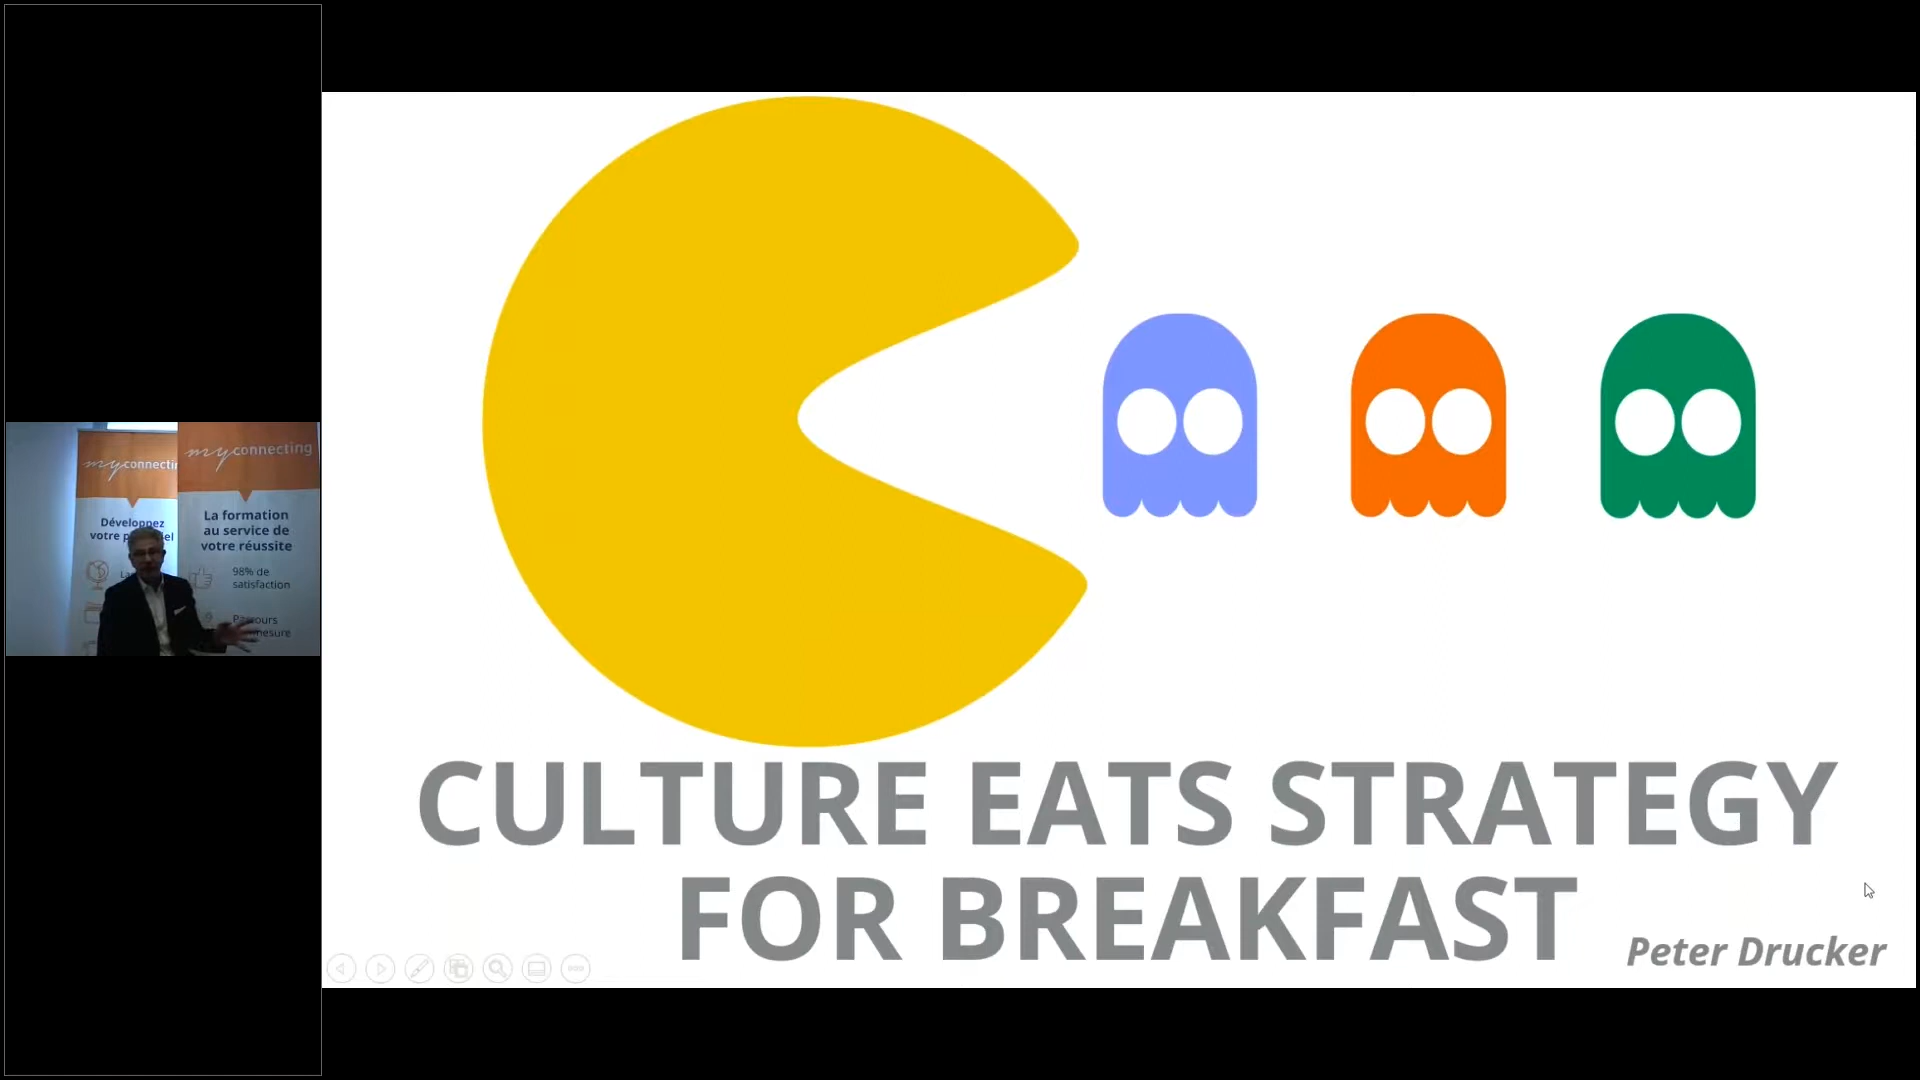 myconnectin
myconnecting
Développez
votre p
La formation
au service de
votre réussite
98% de
satisfaction
CULTURE EATS STRATEGY
FOR BREAKFAST
Peter Drucker